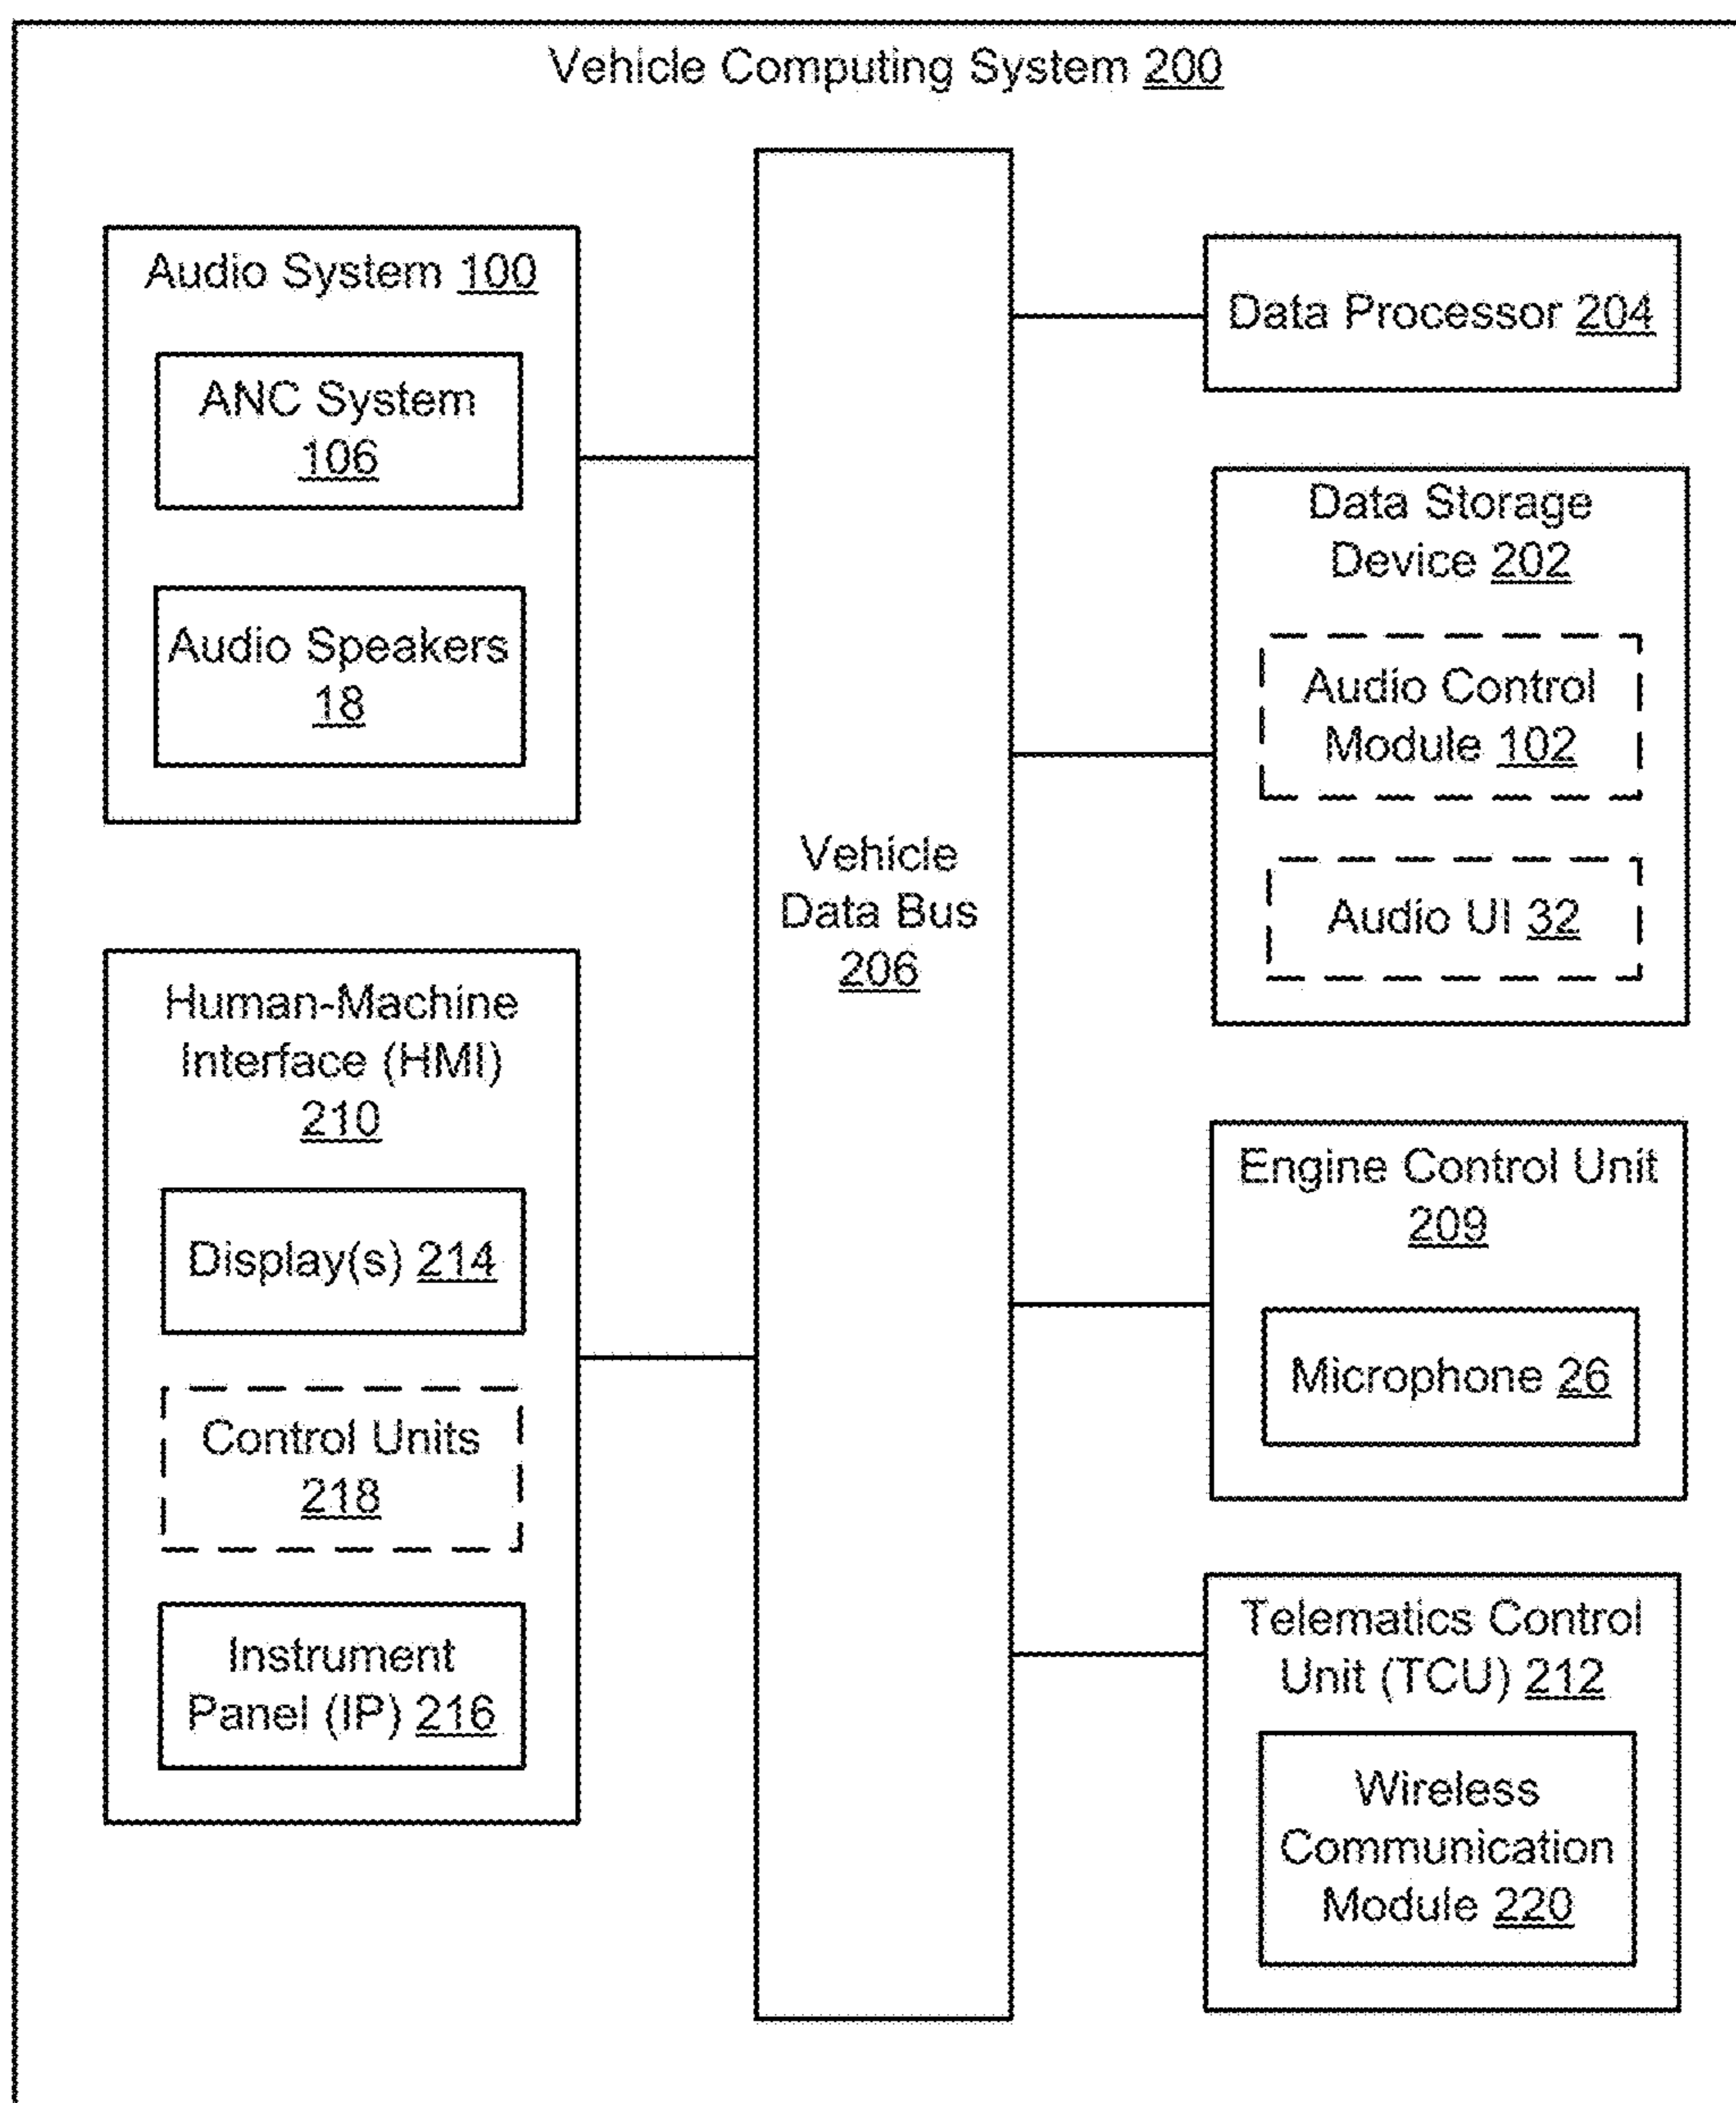 Vehicle Computing System 200
Audio System 100
ANC System
106
Audio Speakers
18
Human-Machine
Interface (HMI)
210
Display(s) 214
Control Units
218
Instrument
Panel (IP) 216
Vehicle
Data Bus
206
Data Processor 204
Data Storage
Device 202
Audio Control
Module 102
Audio UI 32
Engine Control Unit
209
Microphone 26
Telematics Control
Unit (TCU) 212
Wireless
Communication
Module 220